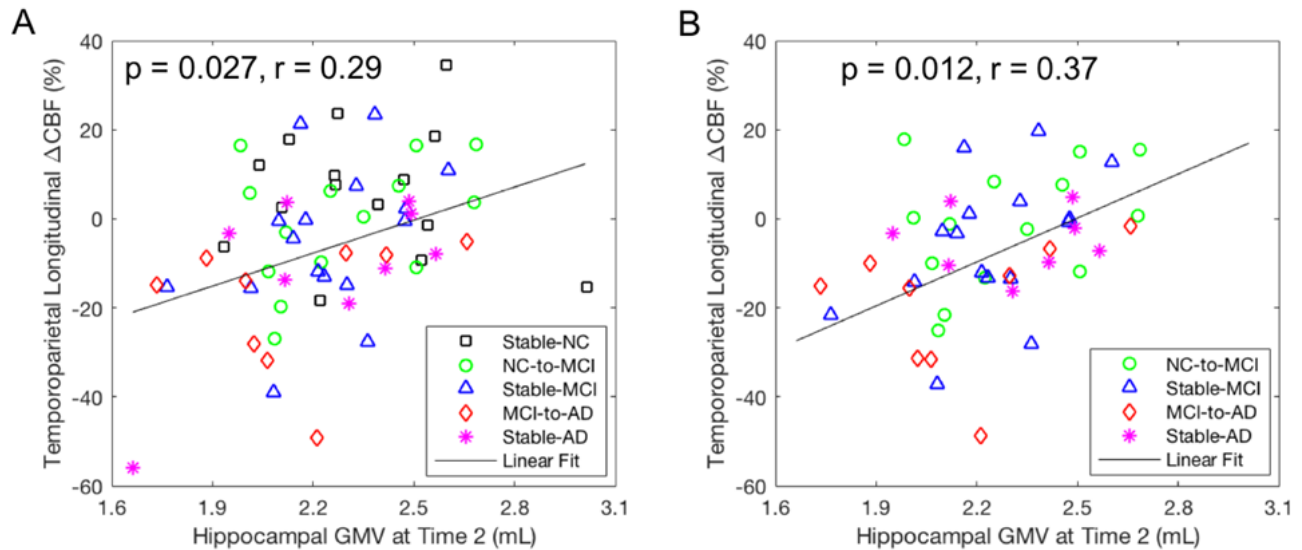 A
p = 0.027, r = 0.29
Temporoparietal Longitudinal ΔCBF (%)
40
20
0
-20
-40
-60
Stable-NC
NC-to-MCI
Stable-MCI
MCI-to-AD
Stable-AD
Linear Fit
1.6 1.9 2.2 2.5 2.8 3.1
Hippocampal GMV at Time 2 (mL)
B
p = 0.012, r = 0.37
Temporoparietal Longitudinal ΔCBF (%)
40
20
0
-20
-40
-60
NC-to-MCI
Stable-MCI
MCI-to-AD
Stable-AD
Linear Fit
1.6 1.9 2.2 2.5 2.8 3.1
Hippocampal GMV at Time 2 (mL)